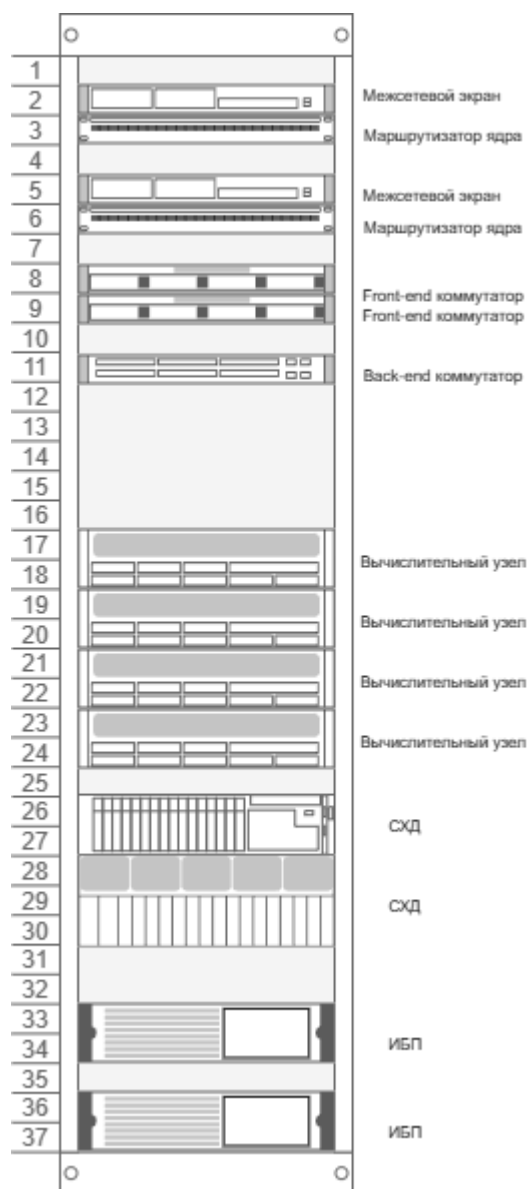 1
2 Межсетевой экран
3 Маршрутизатор ядра
4
5 Межсетевой экран
6 Маршрутизатор ядра
7
8 Front-end коммутатор
9 Front-end коммутатор
10
11 Back-end коммутатор
12
13
14
15
16
17 Вычислительный узел
18
19 Вычислительный узел
20
21 Вычислительный узел
22
23 Вычислительный узел
24
25
26 СХД
27
28
29 СХД
30
31
32
33
34 ИБП
35
36
37 ИБП